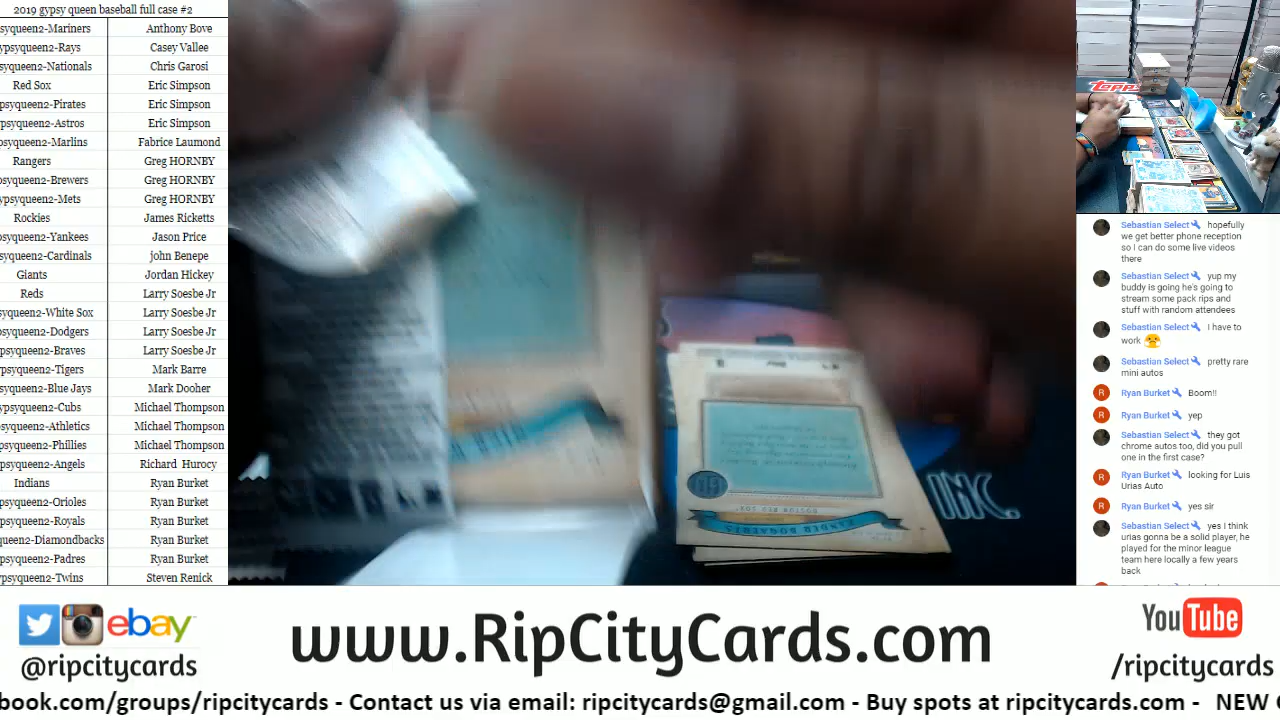 2019 gypsy queen baseball full case #2
syqueen2-Mariners Anthony Bove
ypsyqueen2-Rays Casey Vallee
syqueen2-Nationals Chris Garosi
Red Sox Eric Simpson
psyqueen2-Pirates Eric Simpson
psyqueen2-Astros Eric Simpson
psyqueen2-Marlins Fabrice Laumond
Rangers Greg HORNBY
psyqueen2-Brewers Greg HORNBY
ypsyqueen2-Mets Greg HORNBY
Rockies James Ricketts
psyqueen2-Yankees Jason Price
psyqueen2-Cardinals john Benepe
Giants Jordan Hickey
Reds Larry Soesbe Jr
syqueen2-White Sox Larry Soesbe Jr
psyqueen2-Dodgers Larry Soesbe Jr
psyqueen2-Braves Larry Soesbe Jr
ypsyqueen2-Tigers Mark Barre
psyqueen2-Blue Jays Mark Dooher
ypsyqueen2-Cubs Michael Thompson
psyqueen2-Athletics Michael Thompson
psyqueen2-Phillies Michael Thompson
psyqueen2-Angels Richard Hurocy
Indians Ryan Burket
psyqueen2-Orioles Ryan Burket
psyqueen2-Royals Ryan Burket
queen2-Diamondbacks Ryan Burket
psyqueen2-Padres Ryan Burket
psyqueen2-Twins Steven Renick
XANDER BOGAERTS
BOSTON RED SOX
INC.
Topps
Sebastian Select hopefully
we get better phone reception
so I can do some live videos
there
Sebastian Select yup my
buddy is going he's going to
stream some pack rips and
stuff with random attendees
Sebastian Select I have to
work
Sebastian Select pretty rare
mini autos
R Ryan Burket Boom!!
R Ryan Burket yep
Sebastian Select they got
chrome autos too, did you pull
one in the first case?
R Ryan Burket looking for Luis
Urias Auto
R Ryan Burket yes sir
Sebastian Select yes I think
urias gonna be a solid player, he
played for the minor league
team here locally a few years
back
ebay
@ripcitycards
www.RipCityCards.com
YouTube
/ripcitycards
book.com/groups/ripcitycards - Contact us via email: ripcitycards@gmail.com - Buy spots at ripcitycards.com - NEW